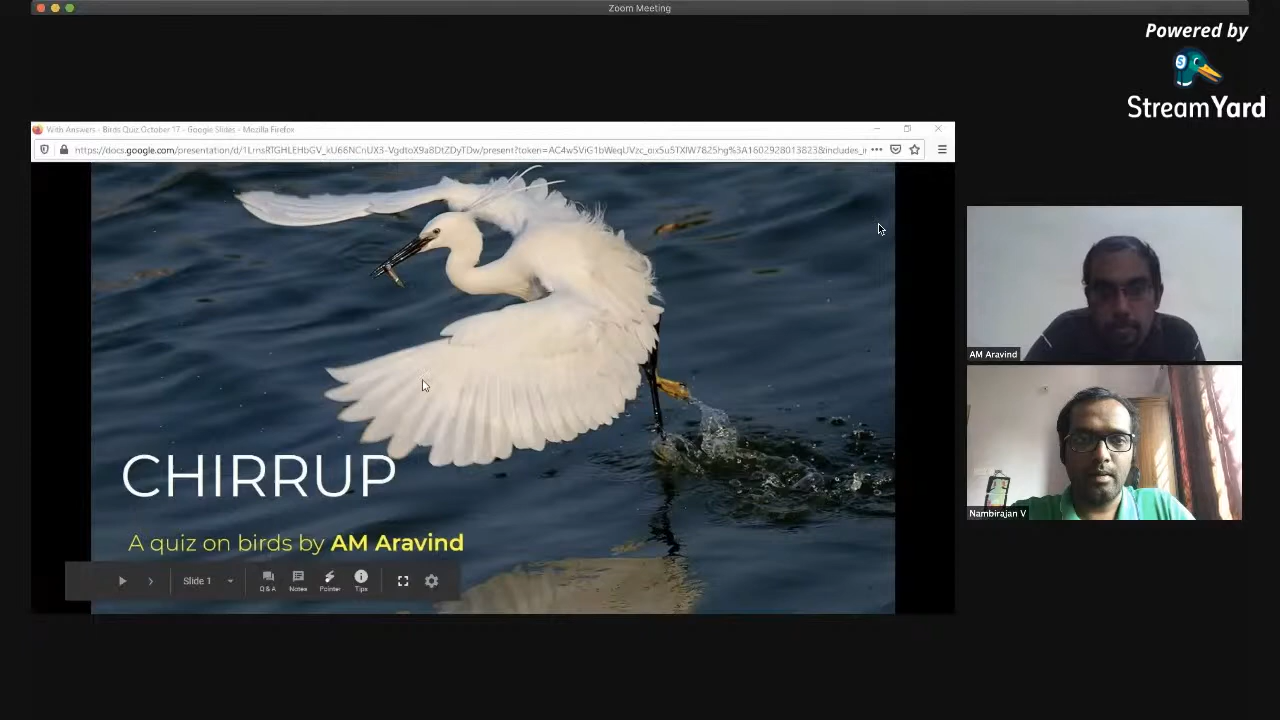 Zoom Meeting
Powered by
StreamYard
With Answers - Birds Quiz October 17 - Google Slides - Mozilla Firefox
CHIRRUP
A quiz on birds by AM Aravind
Slide 1
Q & A
Notes
Pointer
Tips
AM Aravind
Nambirajan V